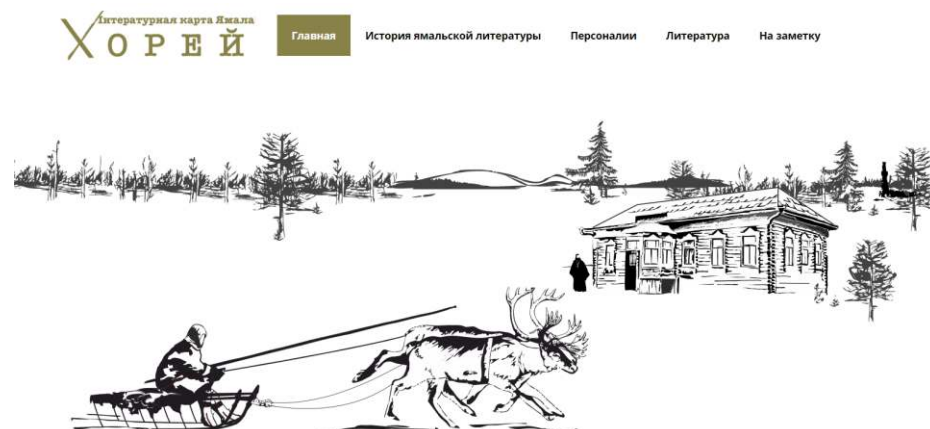 Литературная карта Ямала
ХОРЕЙ
Главная
История ямальской литературы
Персоналии
Литература
На заметку